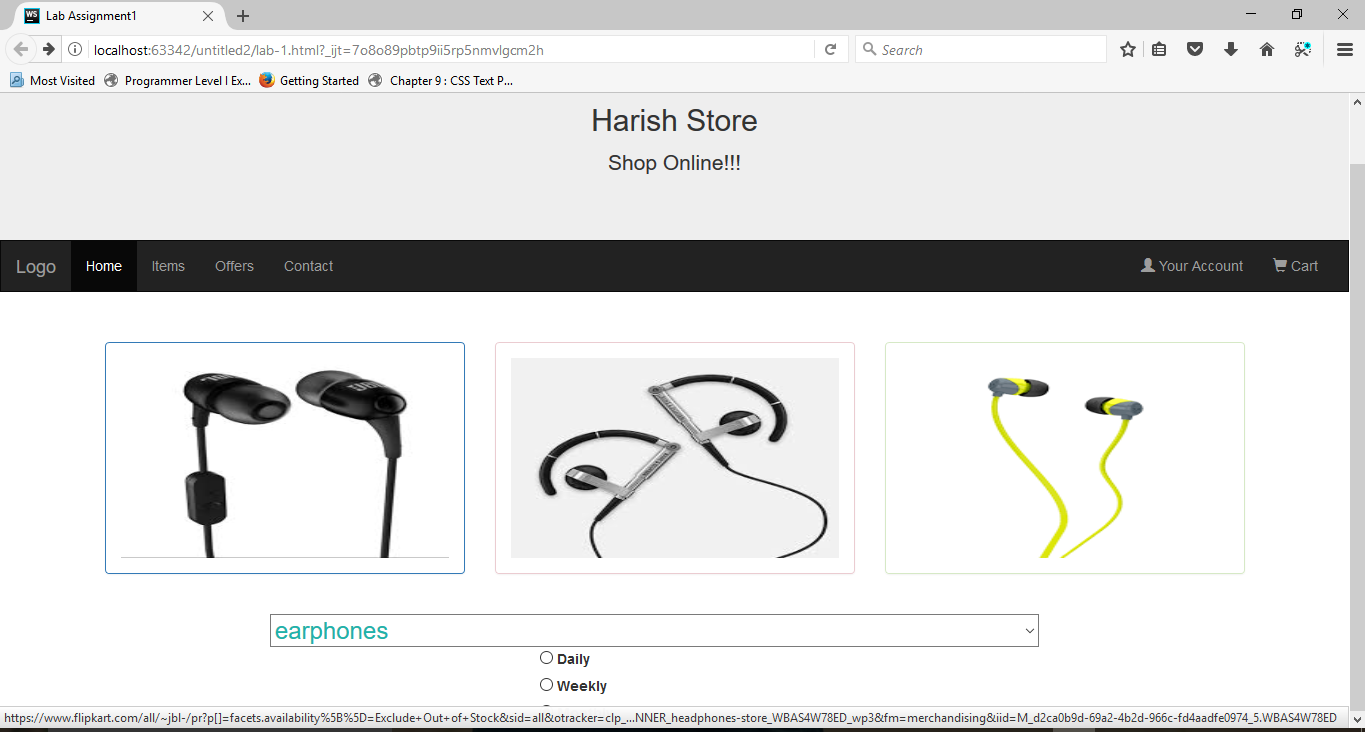 WS Lab Assignment1
localhost:63342/untitled2/lab-1.html?_ijt=7o8o89pbtp9ii5rp5nmvlgcm2h
Search
Most Visited Programmer Level I Ex... Getting Started Chapter 9 : CSS Text P...
Harish Store
Shop Online!!!
Logo Home Items Offers Contact Your Account Cart
earphones
Daily
Weekly
https://www.flipkart.com/all/~jbl-/pr?p[]=facets.availability%5B%5D=Exclude+Out+of+Stock&sid=all&otracker=clp_...NNER_headphones-store_WBAS4W78ED_wp3&fm=merchandising&iid=M_d2ca0b9d-69a2-4b2d-966c-fd4aadfe0974_5.WBAS4W78ED